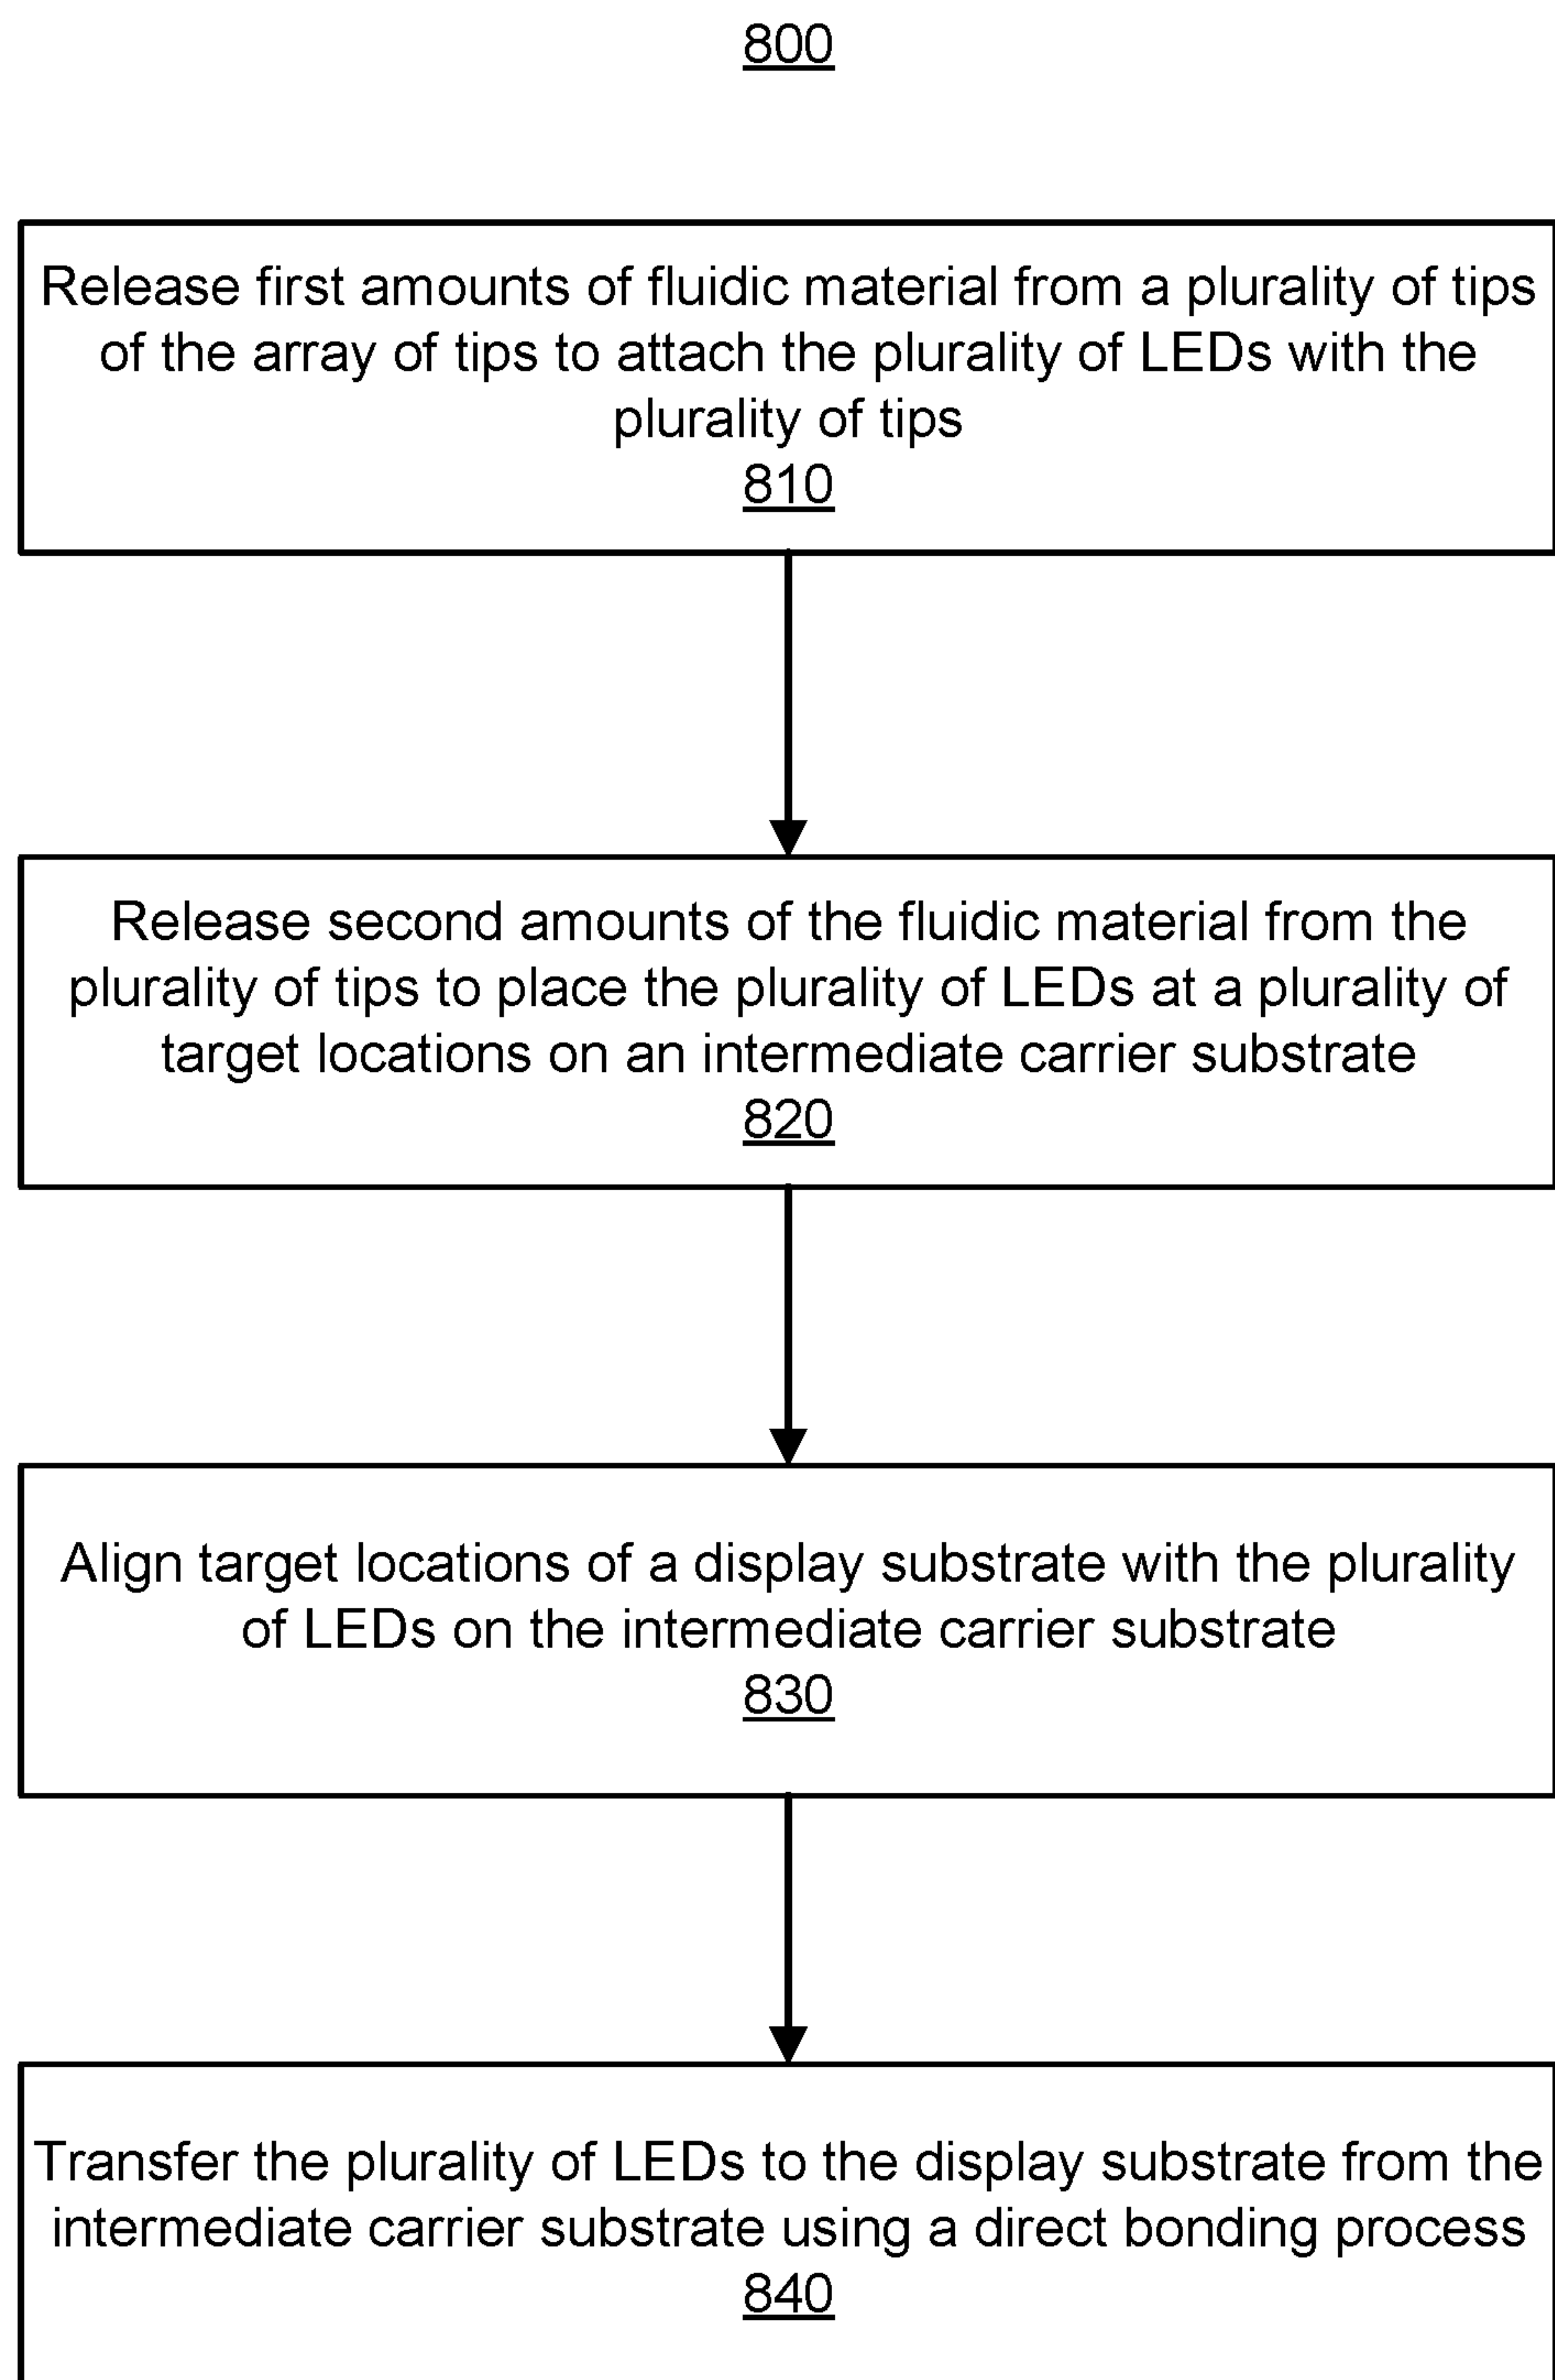 800
Release first amounts of fluidic material from a plurality of tips
of the array of tips to attach the plurality of LEDs with the
plurality of tips
810
Release second amounts of the fluidic material from the
plurality of tips to place the plurality of LEDs at a plurality of
target locations on an intermediate carrier substrate
820
Align target locations of a display substrate with the plurality
of LEDs on the intermediate carrier substrate
830
Transfer the plurality of LEDs to the display substrate from the
intermediate carrier substrate using a direct bonding process
840